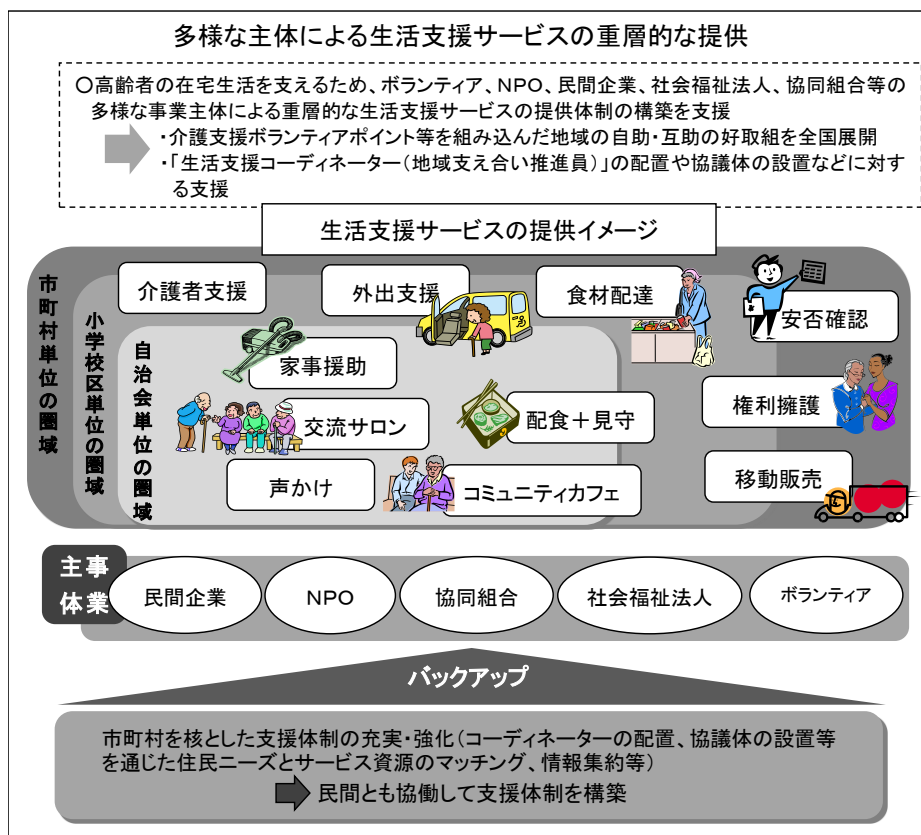 多様な主体による生活支援サービスの重層的な提供
○高齢者の在宅生活を支えるため、ボランティア、NPO、民間企業、社会福祉法人、協同組合等の
多様な事業主体による重層的な生活支援サービスの提供体制の構築を支援
・介護支援ボランティアポイント等を組み込んだ地域の自助・互助の好取組を全国展開
・「生活支援コーディネーター(地域支え合い推進員)」の配置や協議体の設置などに対す
る支援
生活支援サービスの提供イメージ
市町村単位の圏域
小学校区単位の圏域
自治会単位の圏域
介護者支援
外出支援
食材配達
安否確認
家事援助
交流サロン
配食+見守
権利擁護
声かけ
コミュニティカフェ
移動販売
事業主体
民間企業
NPO
協同組合
社会福祉法人
ボランティア
バックアップ
市町村を核とした支援体制の充実・強化(コーディネーターの配置、協議体の設置等
を通じた住民ニーズとサービス資源のマッチング、情報集約等)
民間とも協働して支援体制を構築